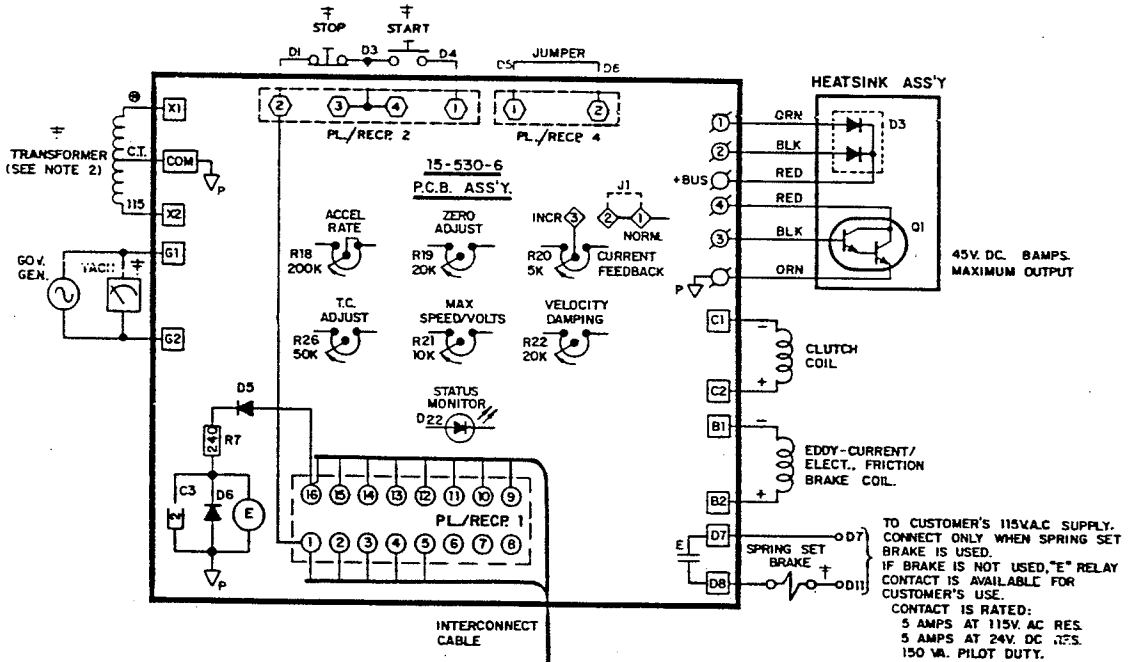 STOP
START
D1
D3
D4
JUMPER
D5
D6
HEATSINK ASS'Y
X1
2
3
4
1
1
2
1
GRN
D3
C.T.
PL./RECP. 2
PL./RECP. 4
2
BLK
TRANSFORMER
(SEE NOTE 2)
COM
P
15-530-6
P.C.B. ASS'Y.
+BUS
RED
J1
4
RED
115
X2
ACCEL
RATE
ZERO
ADJUST
INCR
3
2
1
NORM.
3
BLK
Q1
G1
R18
200K
R19
20K
R20
5K
CURRENT
FEEDBACK
45V. DC. 8AMPS.
MAXIMUM OUTPUT
GOV.
GEN.
TACH
P
GRN
T.C.
ADJUST
MAX
SPEED/VOLTS
VELOCITY
DAMPING
C1
-
G2
R26
50K
R21
10K
R22
20K
CLUTCH
COIL
D5
STATUS
MONITOR
C2
+
D22
B1
-
240
R7
EDDY-CURRENT/
ELECT., FRICTION
BRAKE COIL.
C3
D6
E
16
15
14
13
12
11
10
9
B2
+
PL./RECP. 1
1
2
3
4
5
6
7
8
E
D7
D7
TO CUSTOMER'S 115V.A.C SUPPLY.
CONNECT ONLY WHEN SPRING SET
BRAKE IS USED.
IF BRAKE IS NOT USED, "E" RELAY
CONTACT IS AVAILABLE FOR
CUSTOMER'S USE.
CONTACT IS RATED:
5 AMPS AT 115V. AC RES.
5 AMPS AT 24V. DC RES.
150 VA. PILOT DUTY.
SPRING SET
BRAKE
D8
D11
P
INTERCONNECT
CABLE